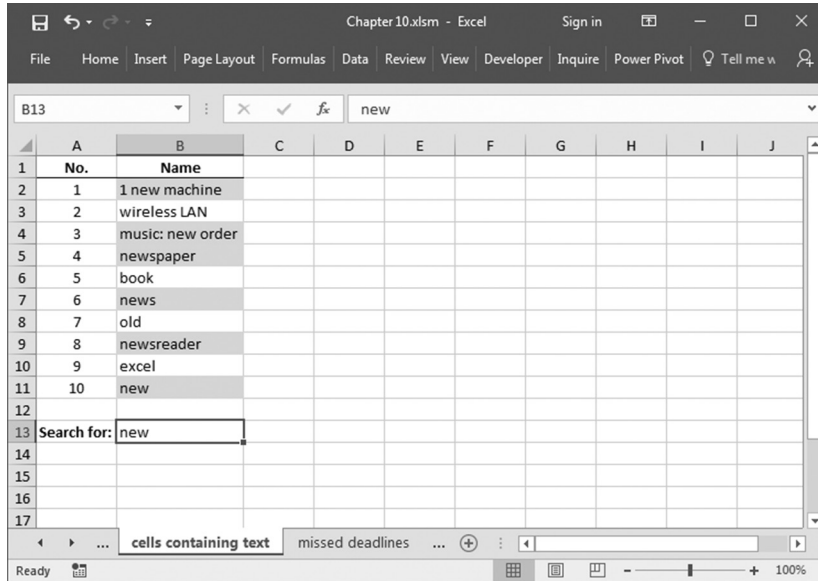 Chapter 10.xlsm - Excel Sign in
File Home Insert Page Layout Formulas Data Review View Developer Inquire Power Pivot Tell me w
B13 fx new
A B C D E F G H I J
1 No. Name
2 1 1 new machine
3 2 wireless LAN
4 3 music: new order
5 4 newspaper
6 5 book
7 6 news
8 7 old
9 8 newsreader
10 9 excel
11 10 new
12
13 Search for: new
14
15
16
17
... cells containing text missed deadlines ...
Ready 100%